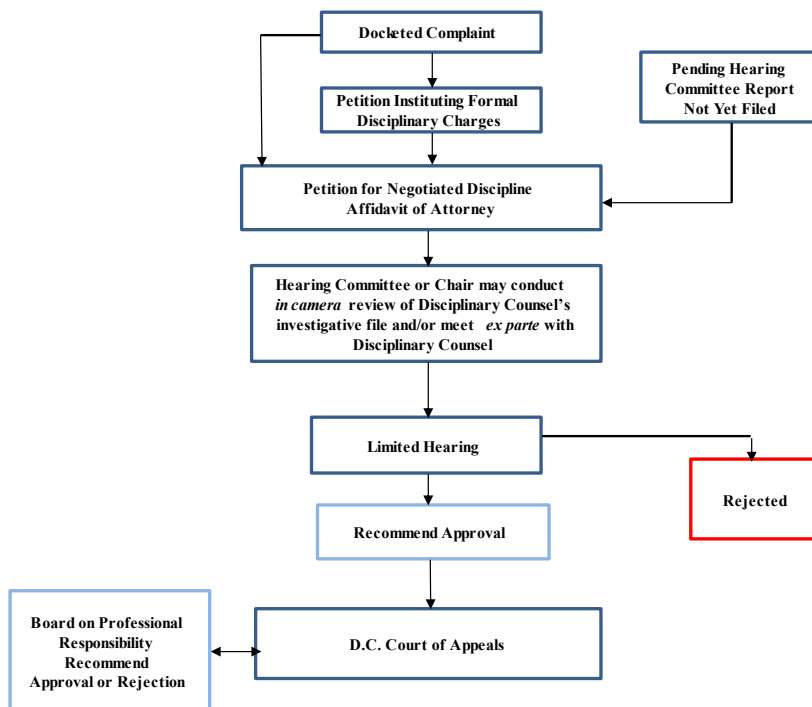 Docketed Complaint
Pending Hearing
Committee Report
Not Yet Filed
Petition Instituting Formal
Disciplinary Charges
Petition for Negotiated Discipline
Affidavit of Attorney
Hearing Committee or Chair may conduct
in camera review of Disciplinary Counsel's
investigative file and/or meet ex parte with
Disciplinary Counsel
Limited Hearing
Rejected
Recommend Approval
Board on Professional
Responsibility
Recommend
Approval or Rejection
D.C. Court of Appeals